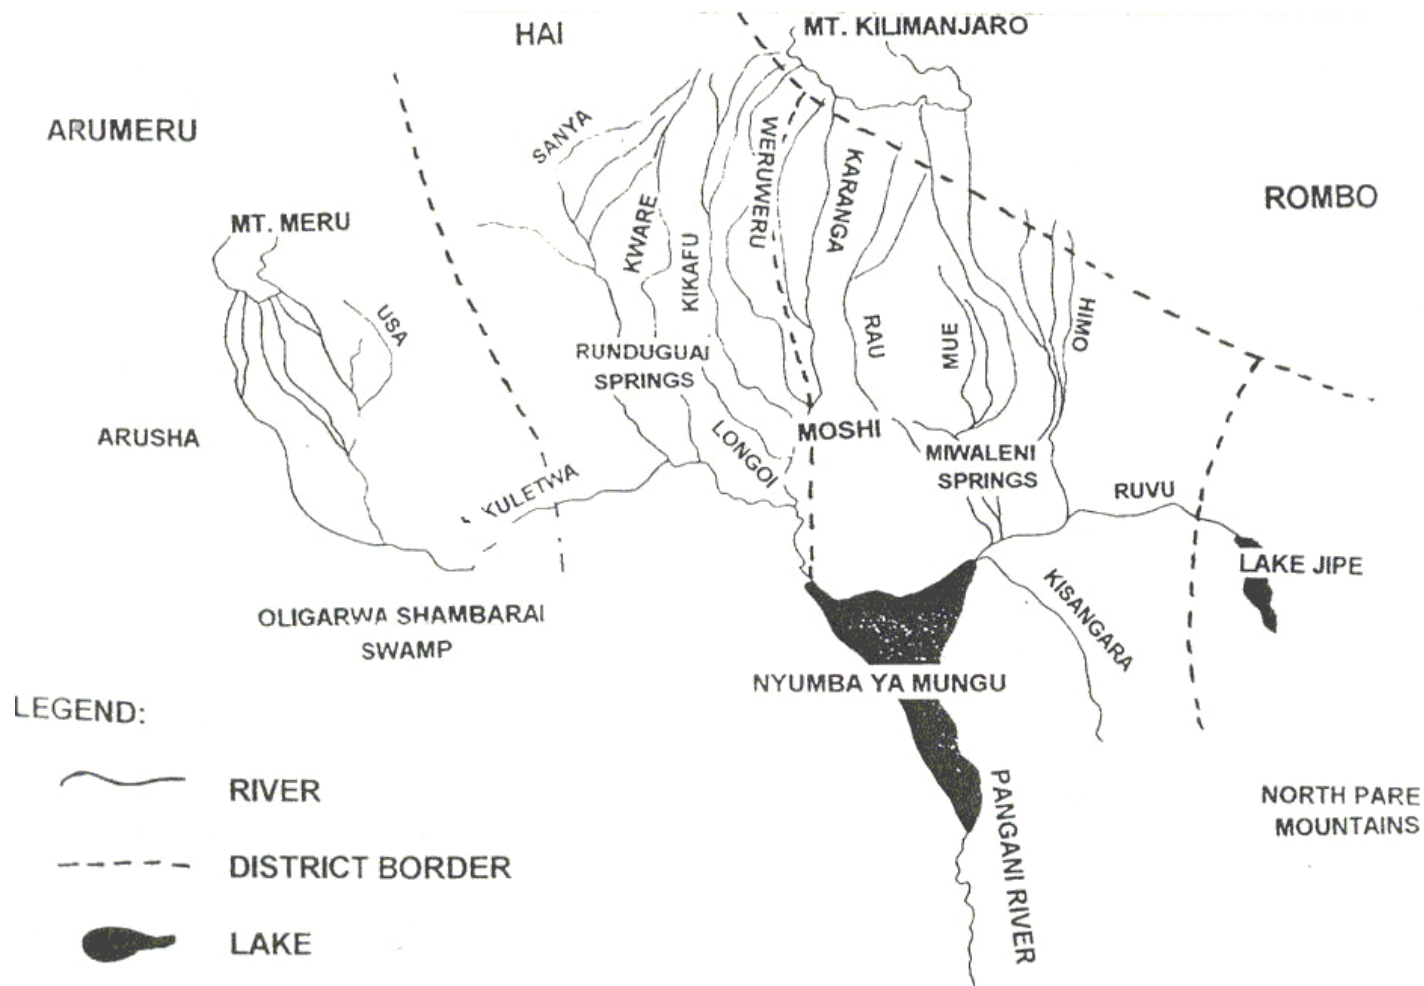 HAI
MT. KILIMANJARO
ARUMERU
SANYA
WERUWERU
KARANGA
ROMBO
MT. MERU
KWARE
KIKAFU
USA
RAU
MUE
HIMO
RUNDUGUAI
SPRINGS
ARUSHA
LONGOI
MOSHI
MIWALENI
SPRINGS
KULETWA
RUVU
LAKE JIPE
KISANGARA
OLIGARWA SHAMBARAI
SWAMP
NYUMBA YA MUNGU
LEGEND:
RIVER
DISTRICT BORDER
LAKE
PANGANI RIVER
NORTH PARE
MOUNTAINS